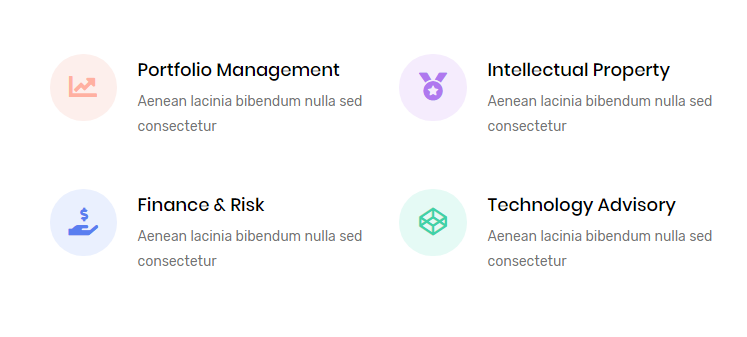 Portfolio Management
Aenean lacinia bibendum nulla sed
consectetur
Intellectual Property
Aenean lacinia bibendum nulla sed
consectetur
Finance & Risk
Aenean lacinia bibendum nulla sed
consectetur
Technology Advisory
Aenean lacinia bibendum nulla sed
consectetur